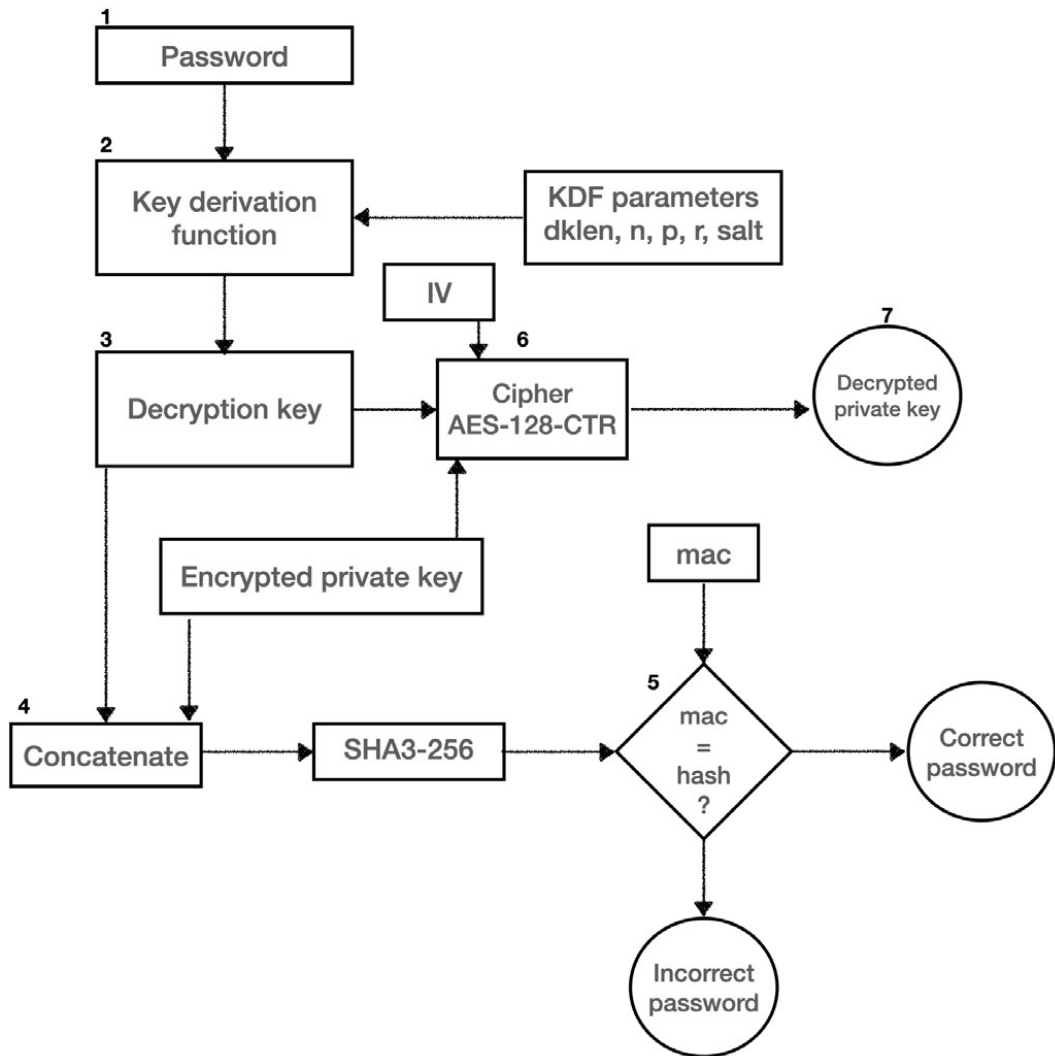 1
Password
2
Key derivation
function
KDF parameters
dklen, n, p, r, salt
IV
3
Decryption key
6
Cipher
AES-128-CTR
7
Decrypted
private key
Encrypted private key
mac
4
Concatenate
SHA3-256
5
mac
=
hash
?
Correct
password
Incorrect
password